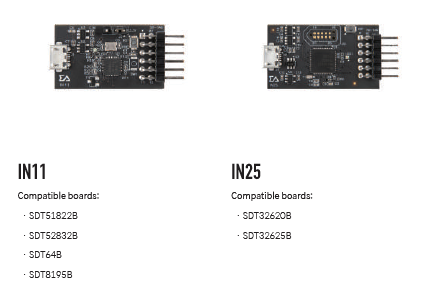 IN11
Compatible boards:
· SDT51822B
· SDT52832B
· SDT64B
· SDT8195B
IN25
Compatible boards:
· SDT32620B
· SDT32625B